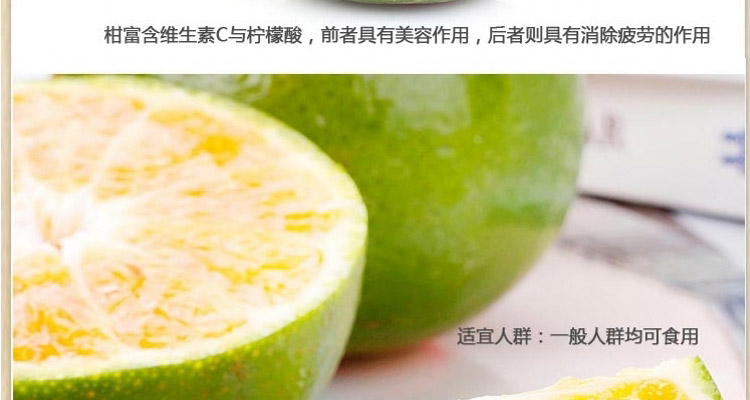 柑富含维生素C与柠檬酸，前者具有美容作用，后者则具有消除疲劳的作用
适宜人群：一般人群均可食用